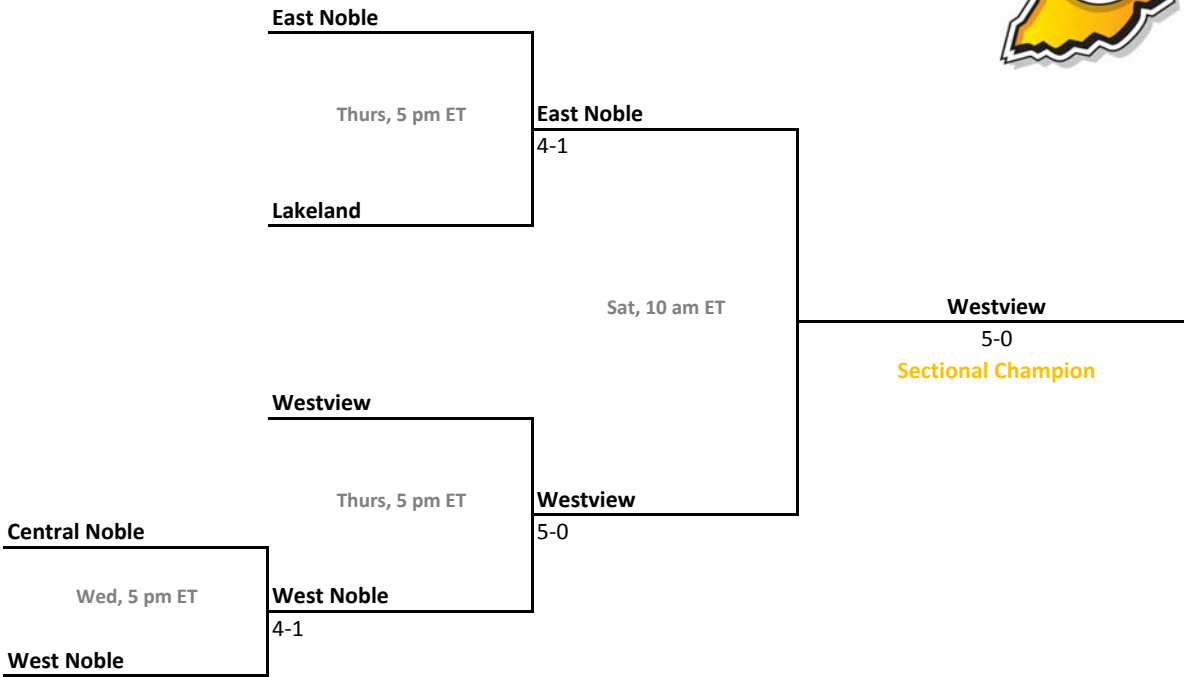 East Noble
Thurs, 5 pm ET
East Noble
4-1
Lakeland
Sat, 10 am ET
Westview
5-0
Sectional Champion
Westview
Thurs, 5 pm ET
Westview
5-0
Central Noble
Wed, 5 pm ET
West Noble
4-1
West Noble